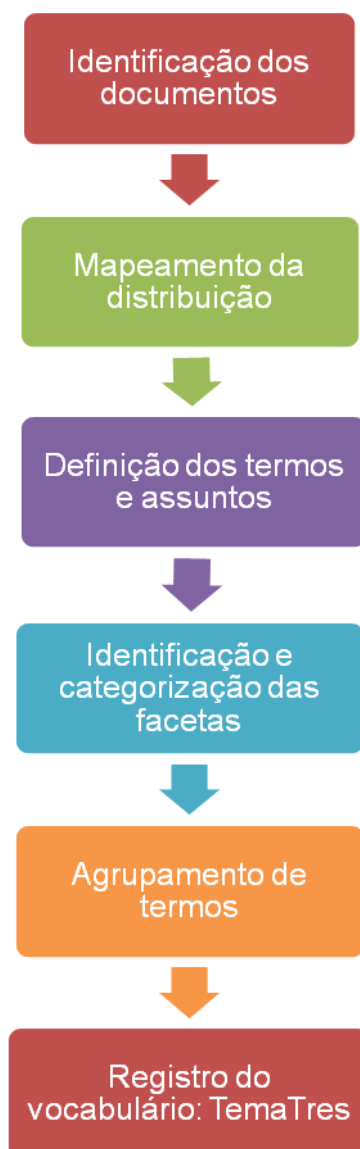 Identificação dos
documentos
Mapeamento da
distribuição
Definição dos termos
e assuntos
Identificação e
categorização das
facetas
Agrupamento de
termos
Registro do
vocabulário: TemaTres